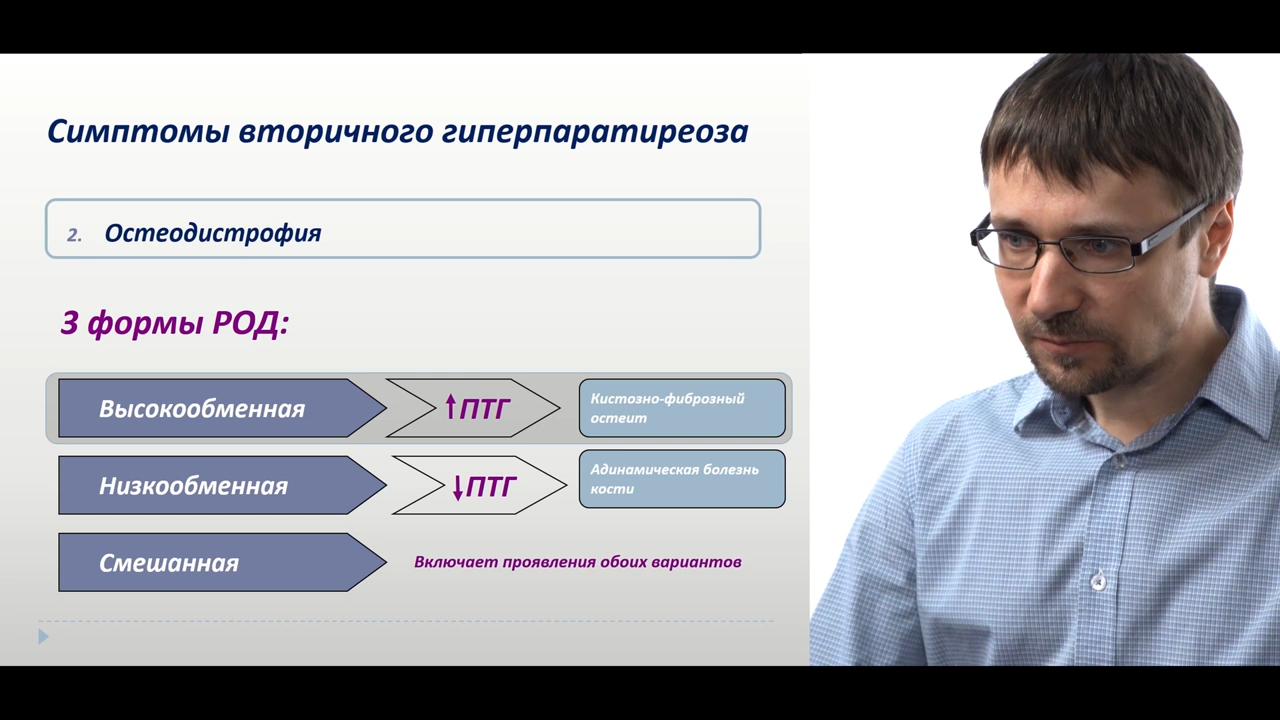 Симптомы вторичного гиперпаратиреоза
2. Остеодистрофия
3 формы РОД:
Высокообменная
↑ПТГ
Кистозно-фиброзный
остеит
Низкообменная
↓ПТГ
Адинамическая болезнь
кости
Смешанная
Включает проявления обоих вариантов